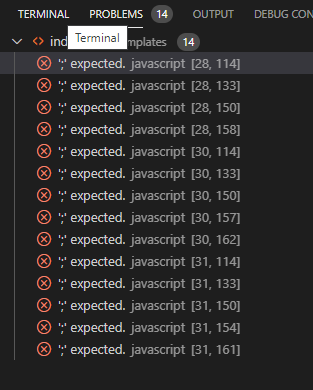 TERMINAL PROBLEMS 14 OUTPUT DEBUG CON
<> ind mplates 14
Terminal
';' expected. javascript [28, 114]
';' expected. javascript [28, 133]
';' expected. javascript [28, 150]
';' expected. javascript [28, 158]
';' expected. javascript [30, 114]
';' expected. javascript [30, 133]
';' expected. javascript [30, 150]
';' expected. javascript [30, 157]
';' expected. javascript [30, 162]
';' expected. javascript [31, 114]
';' expected. javascript [31, 133]
';' expected. javascript [31, 150]
';' expected. javascript [31, 154]
';' expected. javascript [31, 161]